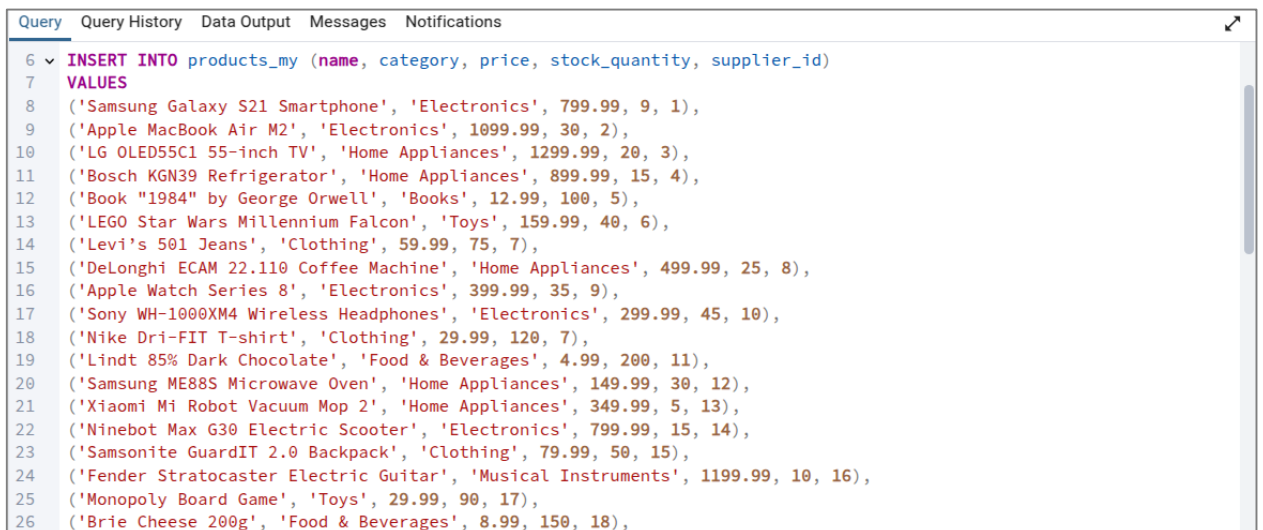 Query Query History Data Output Messages Notifications
6 INSERT INTO products_my (name, category, price, stock_quantity, supplier_id)
7 VALUES
8 ('Samsung Galaxy S21 Smartphone', 'Electronics', 799.99, 9, 1),
9 ('Apple MacBook Air M2', 'Electronics', 1099.99, 30, 2),
10 ('LG OLED55C1 55-inch TV', 'Home Appliances', 1299.99, 20, 3),
11 ('Bosch KGN39 Refrigerator', 'Home Appliances', 899.99, 15, 4),
12 ('Book "1984" by George Orwell', 'Books', 12.99, 100, 5),
13 ('LEGO Star Wars Millennium Falcon', 'Toys', 159.99, 40, 6),
14 ('Levi’s 501 Jeans', 'Clothing', 59.99, 75, 7),
15 ('DeLonghi ECAM 22.110 Coffee Machine', 'Home Appliances', 499.99, 25, 8),
16 ('Apple Watch Series 8', 'Electronics', 399.99, 35, 9),
17 ('Sony WH-1000XM4 Wireless Headphones', 'Electronics', 299.99, 45, 10),
18 ('Nike Dri-FIT T-shirt', 'Clothing', 29.99, 120, 7),
19 ('Lindt 85% Dark Chocolate', 'Food & Beverages', 4.99, 200, 11),
20 ('Samsung ME88S Microwave Oven', 'Home Appliances', 149.99, 30, 12),
21 ('Xiaomi Mi Robot Vacuum Mop 2', 'Home Appliances', 349.99, 5, 13),
22 ('Ninebot Max G30 Electric Scooter', 'Electronics', 799.99, 15, 14),
23 ('Samsonite GuardIT 2.0 Backpack', 'Clothing', 79.99, 50, 15),
24 ('Fender Stratocaster Electric Guitar', 'Musical Instruments', 1199.99, 10, 16),
25 ('Monopoly Board Game', 'Toys', 29.99, 90, 17),
26 ('Brie Cheese 200g', 'Food & Beverages', 8.99, 150, 18),